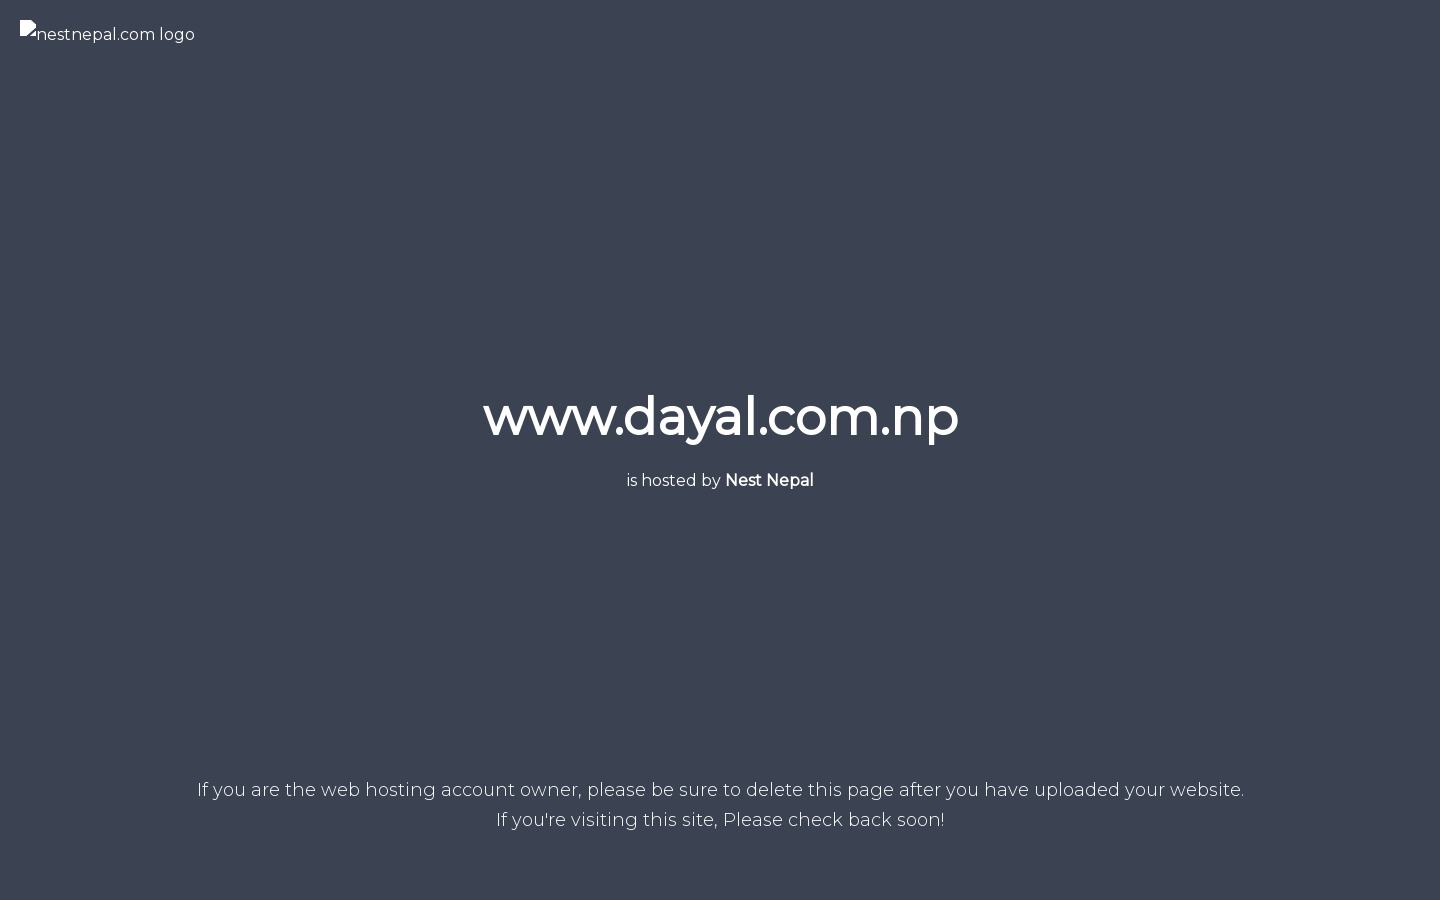 nestnepal.com logo
www.dayal.com.np
is hosted by Nest Nepal
If you are the web hosting account owner, please be sure to delete this page after you have uploaded your website.
If you're visiting this site, Please check back soon!